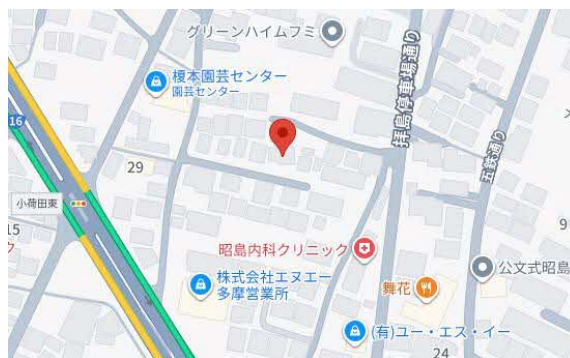 グリーンハイムフミ
榎本園芸センター
園芸センター
拝島停車場通り
五鉄通り
16
29
小荷田東
15
ク
昭島内科クリニック
9
株式会社エヌエー
多摩営業所
公文式昭島
舞花
(有)ユー・エス・イー
24